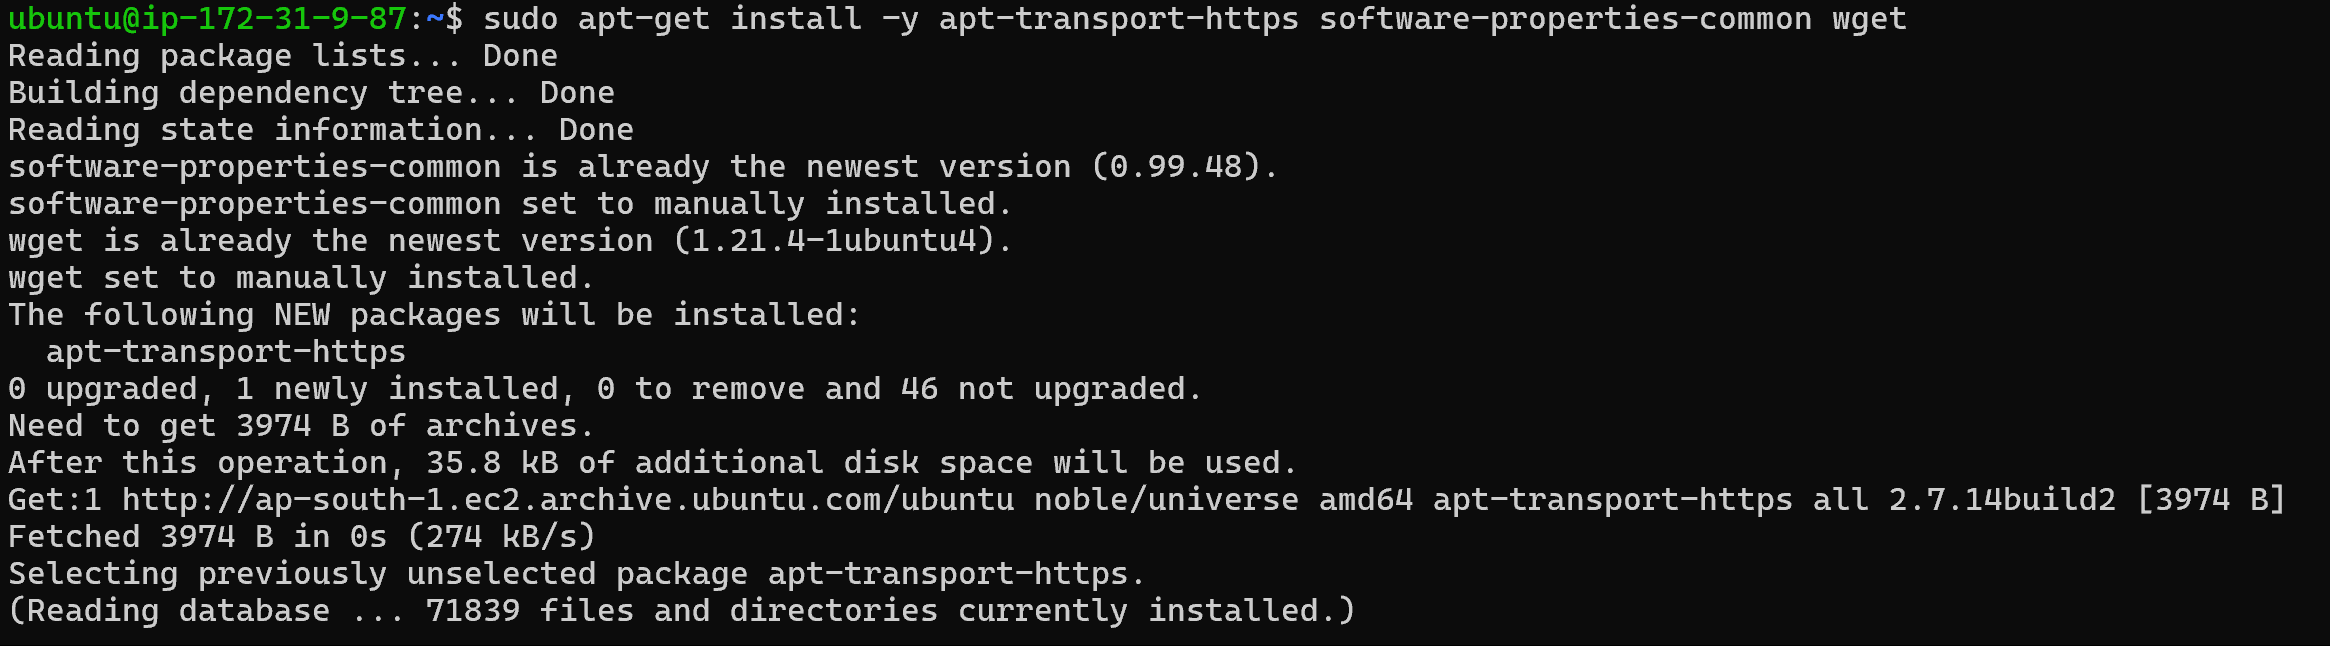 ubuntu@ip-172-31-9-87:~$ sudo apt-get install -y apt-transport-https software-properties-common wget
Reading package lists... Done
Building dependency tree... Done
Reading state information... Done
software-properties-common is already the newest version (0.99.48).
software-properties-common set to manually installed.
wget is already the newest version (1.21.4-1ubuntu4).
wget set to manually installed.
The following NEW packages will be installed:
  apt-transport-https
0 upgraded, 1 newly installed, 0 to remove and 46 not upgraded.
Need to get 3974 B of archives.
After this operation, 35.8 kB of additional disk space will be used.
Get:1 http://ap-south-1.ec2.archive.ubuntu.com/ubuntu noble/universe amd64 apt-transport-https all 2.7.14build2 [3974 B]
Fetched 3974 B in 0s (274 kB/s)
Selecting previously unselected package apt-transport-https.
(Reading database ... 71839 files and directories currently installed.)